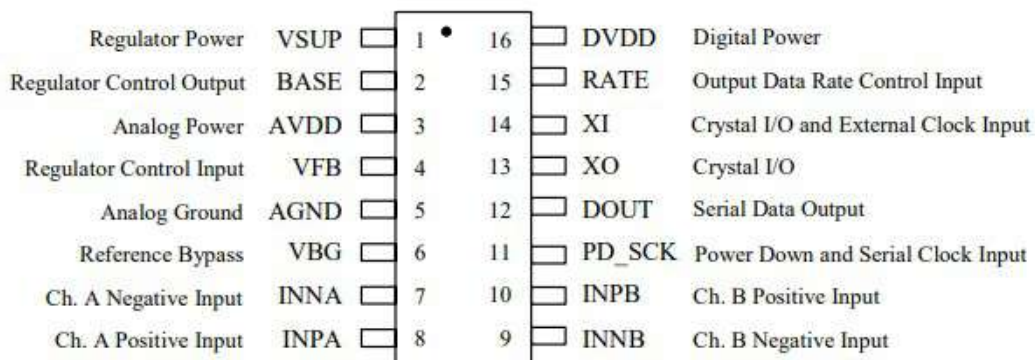 Regulator Power VSUP 1 16 DVDD Digital Power
Regulator Control Output BASE 2 15 RATE Output Data Rate Control Input
Analog Power AVDD 3 14 XI Crystal I/O and External Clock Input
Regulator Control Input VFB 4 13 XO Crystal I/O
Analog Ground AGND 5 12 DOUT Serial Data Output
Reference Bypass VBG 6 11 PD_SCK Power Down and Serial Clock Input
Ch. A Negative Input INNA 7 10 INPB Ch. B Positive Input
Ch. A Positive Input INPA 8 9 INNB Ch. B Negative Input